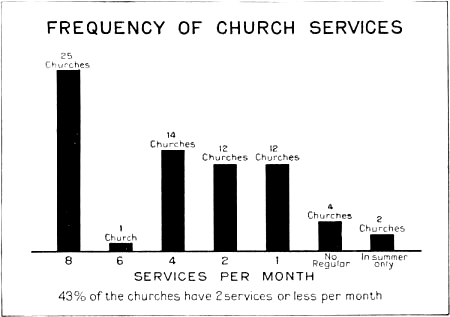 FREQUENCY OF CHURCH SERVICES
25
Churches
1
Church
14
Churches
12
Churches
12
Churches
4
Churches
2
Churches
8 6 4 2 1 No Regular In summer only
SERVICES PER MONTH
43% of the churches have 2 services or less per month